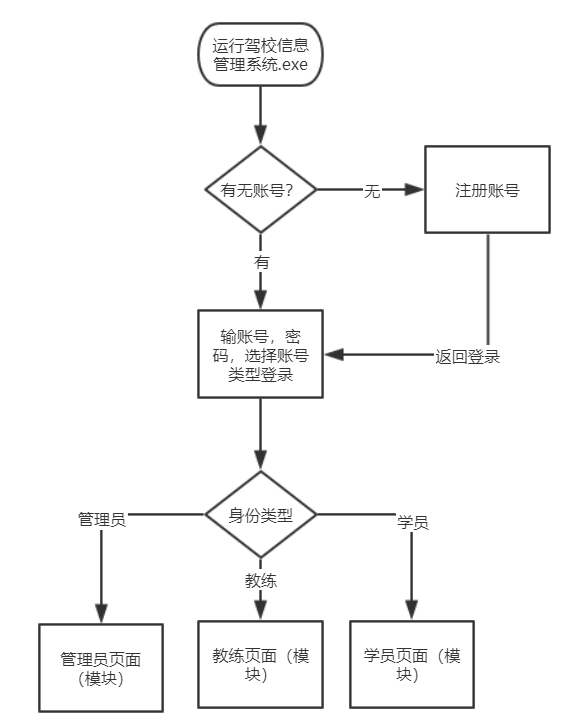 运行驾校信息
管理系统.exe
有无账号？
无
注册账号
有
输账号，密
码，选择账号
类型登录
返回登录
身份类型
管理员
学员
教练
管理员页面
（模块）
教练页面（模
块）
学员页面（模
块）